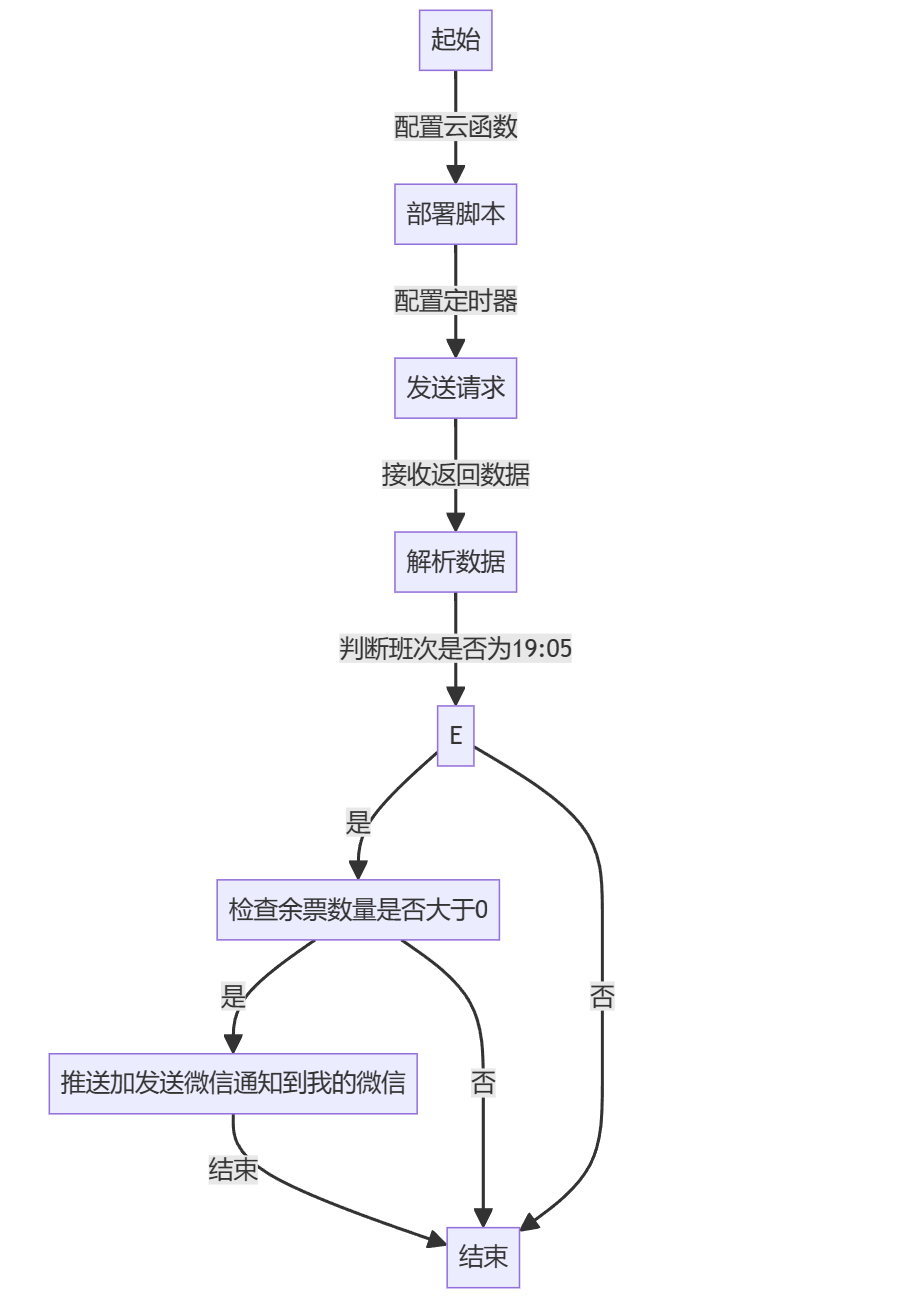 起始
配置云函数
部署脚本
配置定时器
发送请求
接收返回数据
解析数据
判断班次是否为19:05
E
是
检查余票数量是否大于0
是
否
推送加发送微信通知到我的微信
否
结束
结束